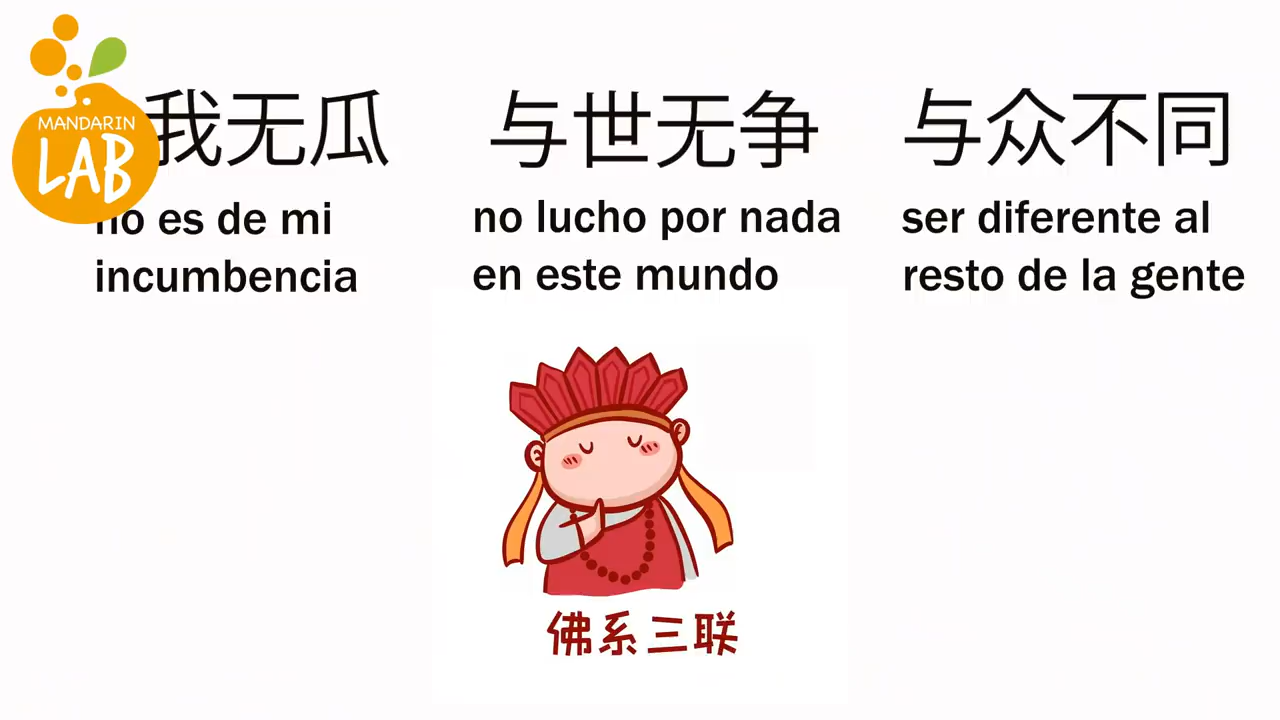 MANDARIN
LAB
我无瓜
no es de mi
incumbencia
与世无争
no lucho por nada
en este mundo
与众不同
ser diferente al
resto de la gente
佛系三联